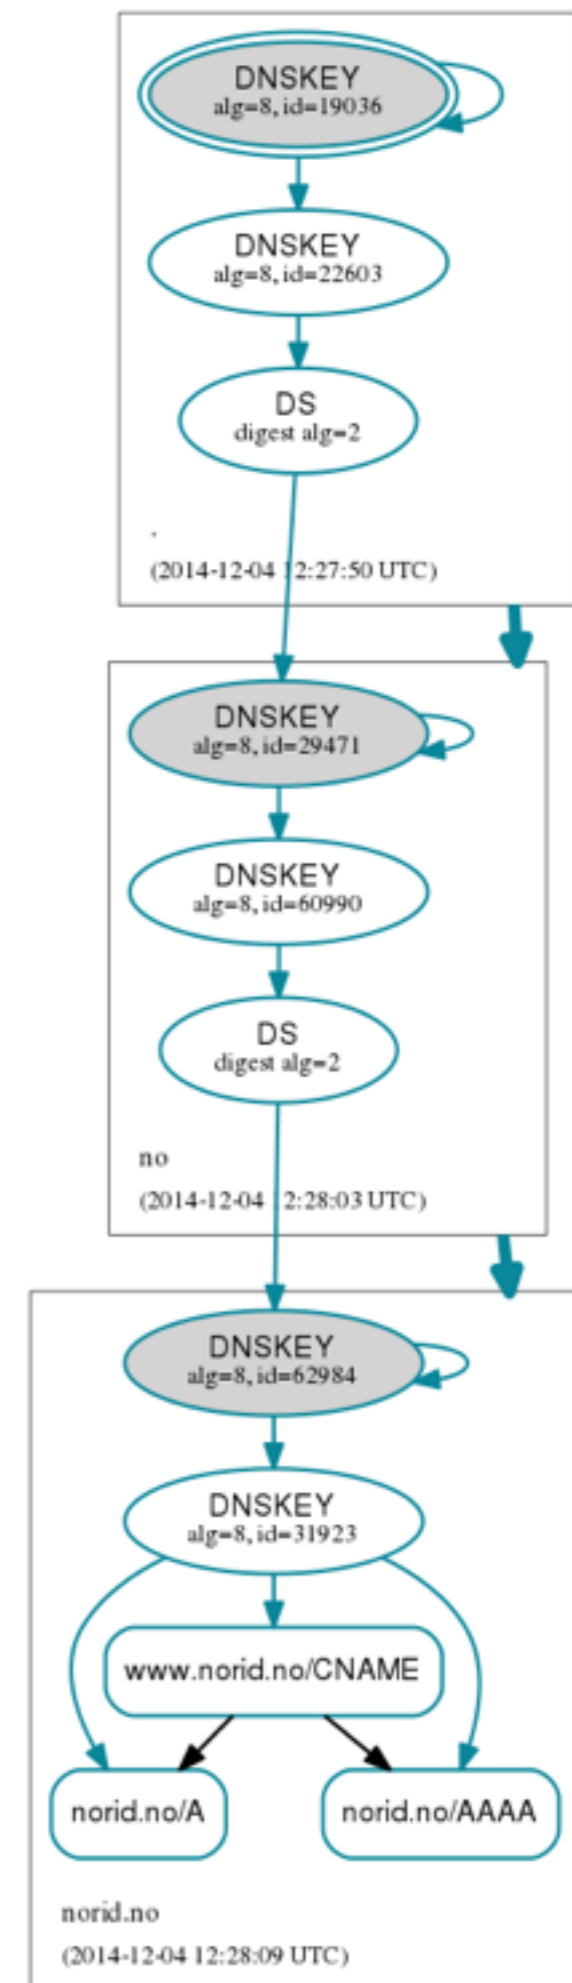 DNSKEY
alg=8, id=19036
DNSKEY
alg=8, id=22603
DS
digest alg=2
.
(2014-12-04 12:27:50 UTC)
DNSKEY
alg=8, id=29471
DNSKEY
alg=8, id=60990
DS
digest alg=2
no
(2014-12-04 12:28:03 UTC)
DNSKEY
alg=8, id=62984
DNSKEY
alg=8, id=31923
www.norid.no/CNAME
norid.no/A
norid.no/AAAA
norid.no
(2014-12-04 12:28:09 UTC)